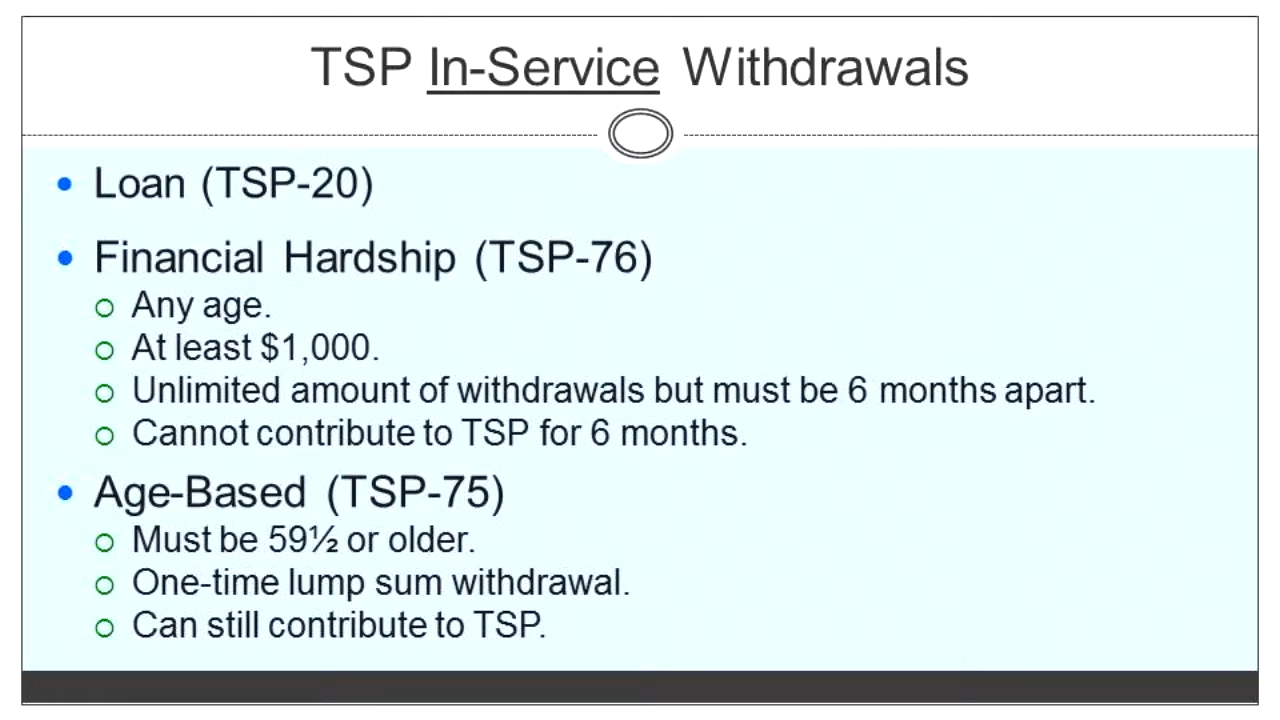 TSP In-Service Withdrawals
• Loan (TSP-20)
• Financial Hardship (TSP-76)
○ Any age.
○ At least $1,000.
○ Unlimited amount of withdrawals but must be 6 months apart.
○ Cannot contribute to TSP for 6 months.
• Age-Based (TSP-75)
○ Must be 59½ or older.
○ One-time lump sum withdrawal.
○ Can still contribute to TSP.